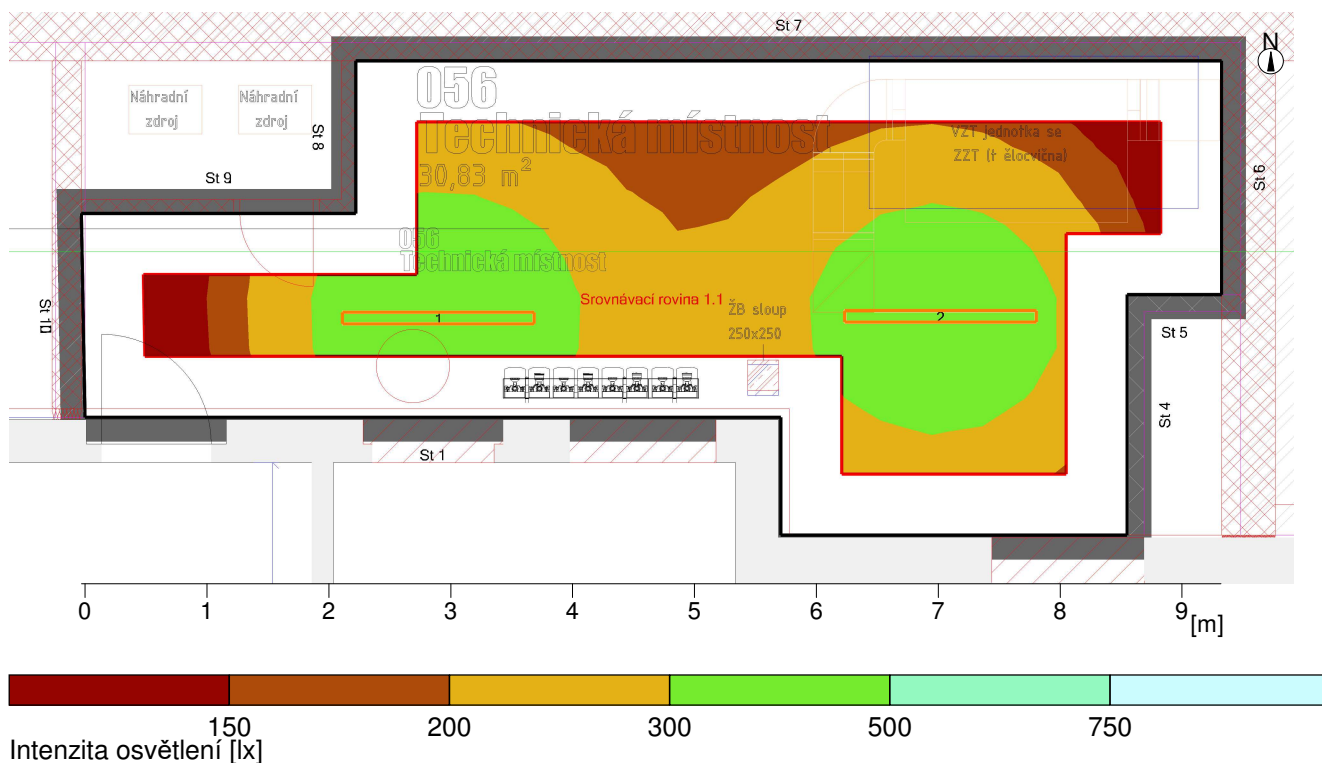 St 7
N
056
Technická místnost
30,83 m²
Náhradní
zdroj
Náhradní
zdroj
St 8
VZT jednotka se
ZZT (t ělocvična)
St 9
St 6
056
Technická místnost
Srovnávací rovina 1.1
St 10
1
ŽB sloup
250x250
2
St 5
St 4
St 1
0 1 2 3 4 5 6 7 8 9
[m]
150 200 300 500 750
Intenzita osvětlení [lx]